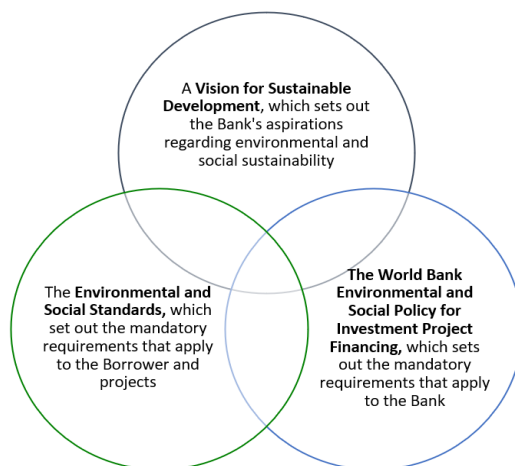 A Vision for Sustainable
Development, which sets out
the Bank's aspirations
regarding environmental and
social sustainability
The Environmental and
Social Standards, which
set out the mandatory
requirements that apply
to the Borrower and
projects
The World Bank
Environmental and
Social Policy for
Investment Project
Financing, which sets
out the mandatory
requirements that apply
to the Bank